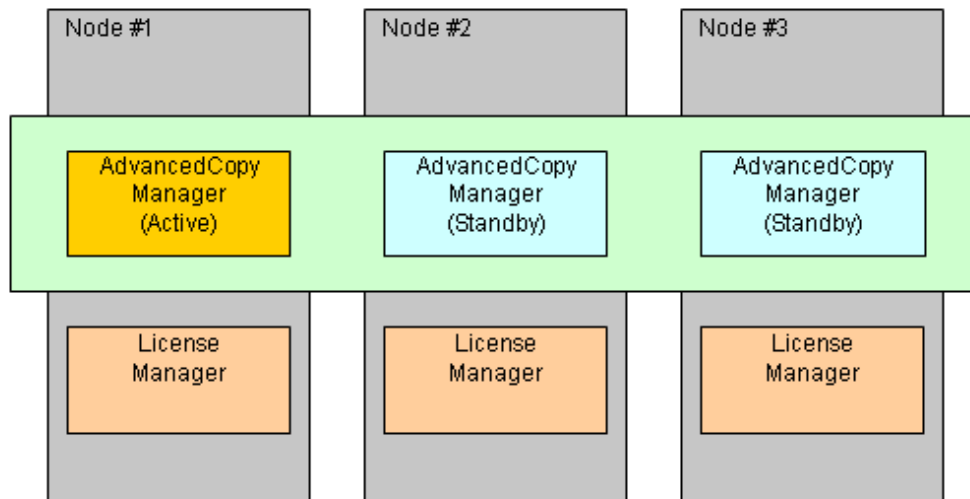 Node #1
Node #2
Node #3
AdvancedCopy
Manager
(Active)
AdvancedCopy
Manager
(Standby)
AdvancedCopy
Manager
(Standby)
License
Manager
License
Manager
License
Manager